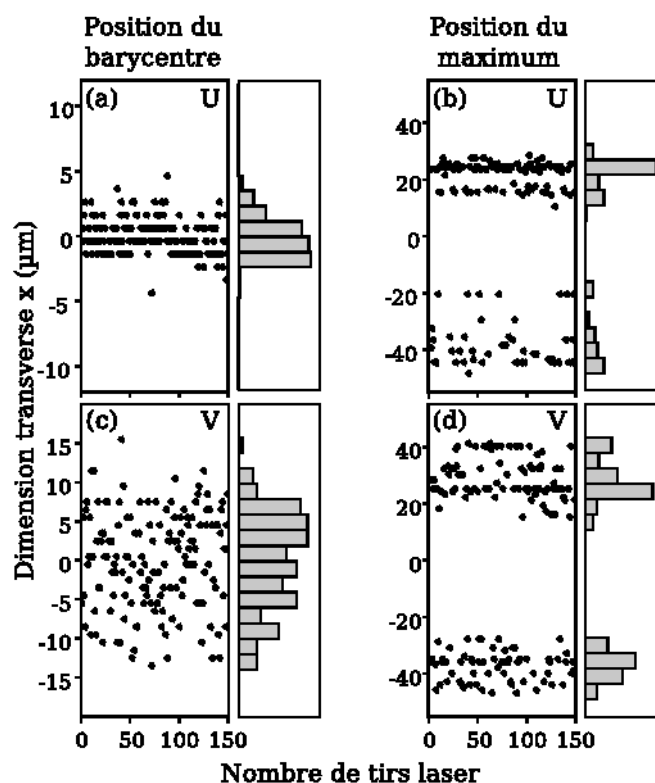 Position du
barycentre
Position du
maximum
(a) U
(b) U
10
5
0
-5
-10
40
20
0
-20
-40
Dimension transverse x (μm)
(c) V
(d) V
15
10
5
0
-5
-10
-15
40
20
0
-20
-40
0 50 100 150
0 50 100 150
Nombre de tirs laser